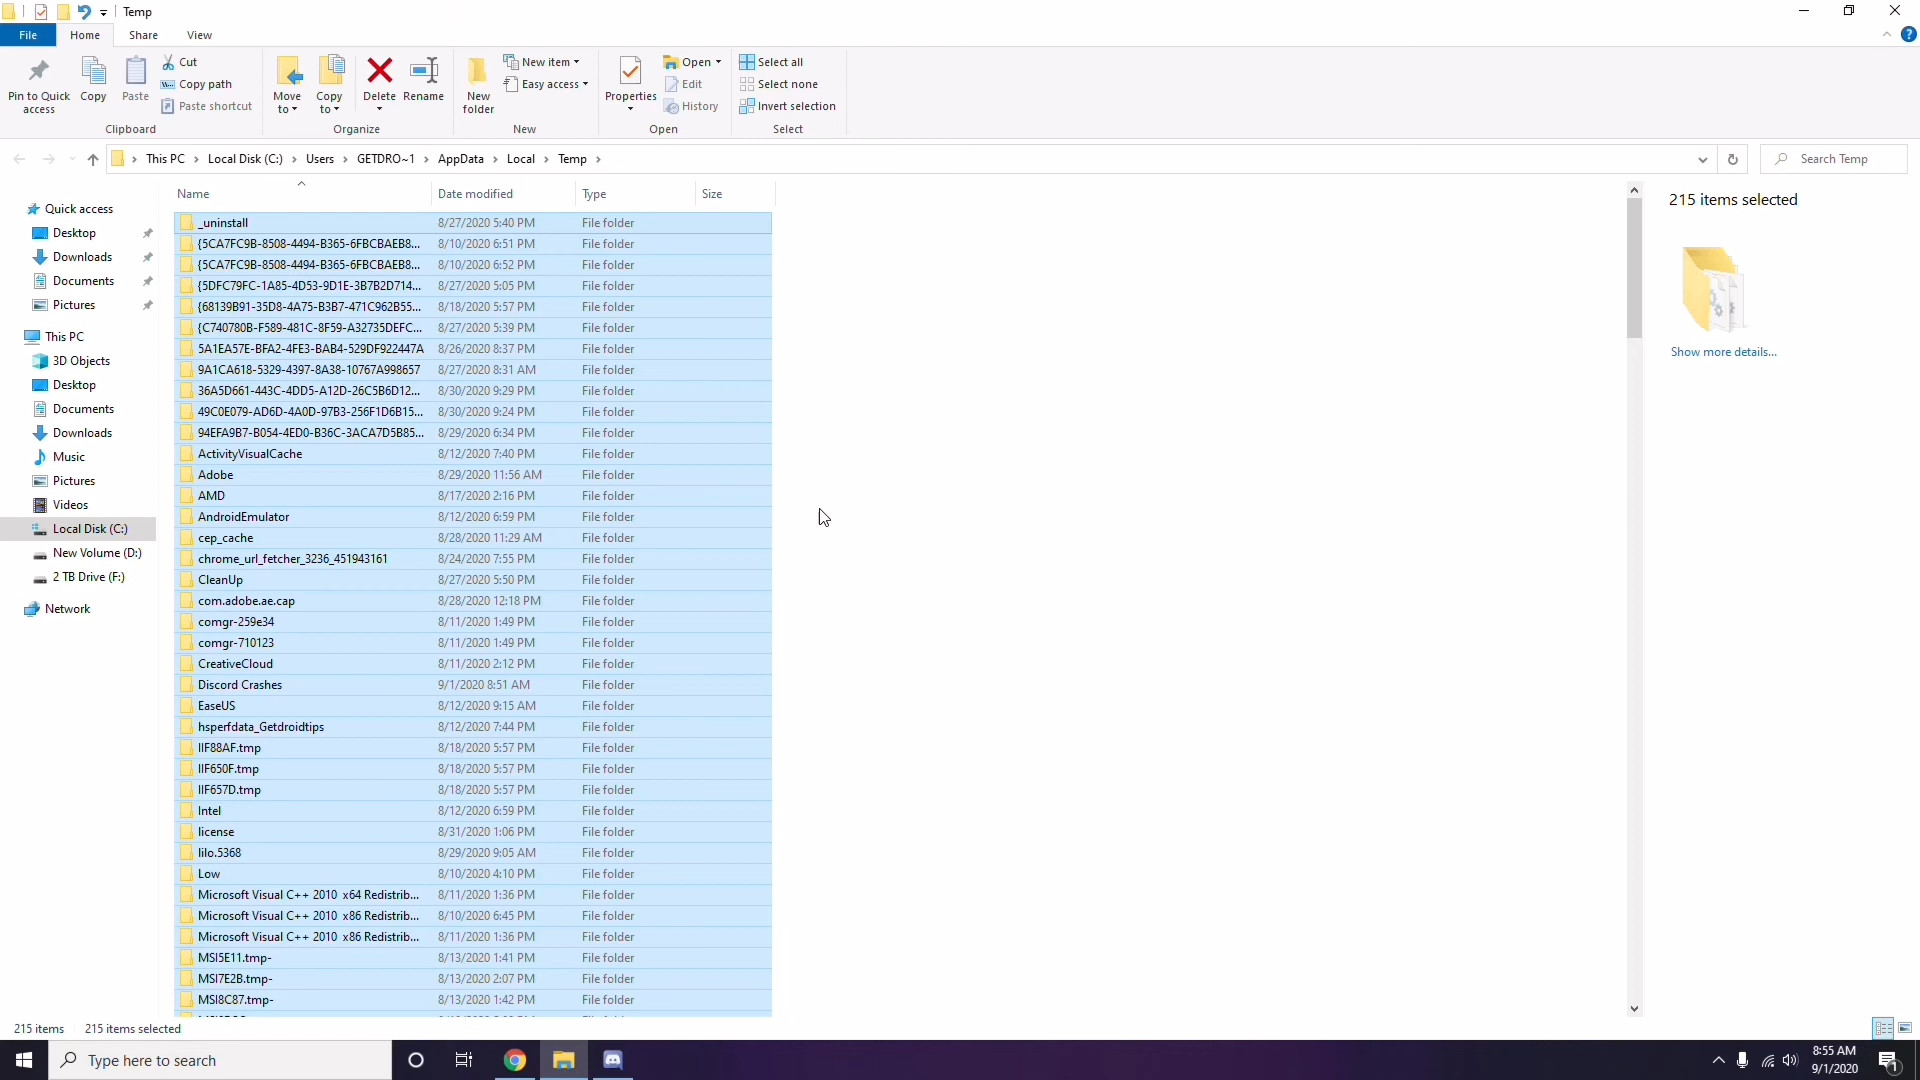 Temp
File
Home
Share
View
Pin to Quick access
Copy
Paste
Cut
Copy path
Paste shortcut
Clipboard
Move to
Copy to
Delete
Rename
Organize
New folder
New item
Easy access
New
Properties
Open
Edit
History
Open
Select all
Select none
Invert selection
Select
This PC > Local Disk (C:) > Users > GETDRO~1 > AppData > Local > Temp >
Search Temp
Quick access
Desktop
Downloads
Documents
Pictures
This PC
3D Objects
Desktop
Documents
Downloads
Music
Pictures
Videos
Local Disk (C:)
New Volume (D:)
2 TB Drive (F:)
Network
Name Date modified Type Size
_uninstall 8/27/2020 5:40 PM File folder
{5CA7FC9B-8508-4494-B365-6FBCBAEB8... 8/10/2020 6:51 PM File folder
{5CA7FC9B-8508-4494-B365-6FBCBAEB8... 8/10/2020 6:52 PM File folder
{5DFC79FC-1A85-4D53-9D1E-3B7B2D714... 8/27/2020 5:05 PM File folder
{68139B91-35D8-4A75-B3B7-471C962B55... 8/18/2020 5:57 PM File folder
{C740780B-F589-481C-8F59-A32735DEFC... 8/27/2020 5:39 PM File folder
5A1EA57E-BFA2-4FE3-BAB4-529DF922447A 8/26/2020 8:37 PM File folder
9A1CA618-5329-4397-8A38-10767A998657 8/27/2020 8:31 AM File folder
36A5D661-443C-4DD5-A12D-26C5B6D12... 8/30/2020 9:29 PM File folder
49C0E079-AD6D-4A0D-97B3-256F1D6B15... 8/30/2020 9:24 PM File folder
94EFA9B7-B054-4ED0-B36C-3ACA7D5B85... 8/29/2020 6:34 PM File folder
ActivityVisualCache 8/12/2020 7:40 PM File folder
Adobe 8/29/2020 11:56 AM File folder
AMD 8/17/2020 2:16 PM File folder
AndroidEmulator 8/12/2020 6:59 PM File folder
cep_cache 8/28/2020 11:29 AM File folder
chrome_url_fetcher_3236_451943161 8/24/2020 7:55 PM File folder
CleanUp 8/27/2020 5:50 PM File folder
com.adobe.ae.cap 8/28/2020 12:18 PM File folder
comgr-259e34 8/11/2020 1:49 PM File folder
comgr-710123 8/11/2020 1:49 PM File folder
CreativeCloud 8/11/2020 2:12 PM File folder
Discord Crashes 9/1/2020 8:51 AM File folder
EaseUS 8/12/2020 9:15 AM File folder
hsperfdata_Getdroidtips 8/12/2020 7:44 PM File folder
IIF88AF.tmp 8/18/2020 5:57 PM File folder
IIF650F.tmp 8/18/2020 5:57 PM File folder
IIF657D.tmp 8/18/2020 5:57 PM File folder
Intel 8/12/2020 6:59 PM File folder
license 8/31/2020 1:06 PM File folder
lilo.5368 8/29/2020 9:05 AM File folder
Low 8/10/2020 4:10 PM File folder
Microsoft Visual C++ 2010 x64 Redistrib... 8/11/2020 1:36 PM File folder
Microsoft Visual C++ 2010 x86 Redistrib... 8/10/2020 6:45 PM File folder
Microsoft Visual C++ 2010 x86 Redistrib... 8/11/2020 1:36 PM File folder
MSI5E11.tmp- 8/13/2020 1:41 PM File folder
MSI7E2B.tmp- 8/13/2020 2:07 PM File folder
MSI8C87.tmp- 8/13/2020 1:42 PM File folder
215 items selected
Show more details...
215 items 215 items selected
Type here to search
8:55 AM
9/1/2020
1